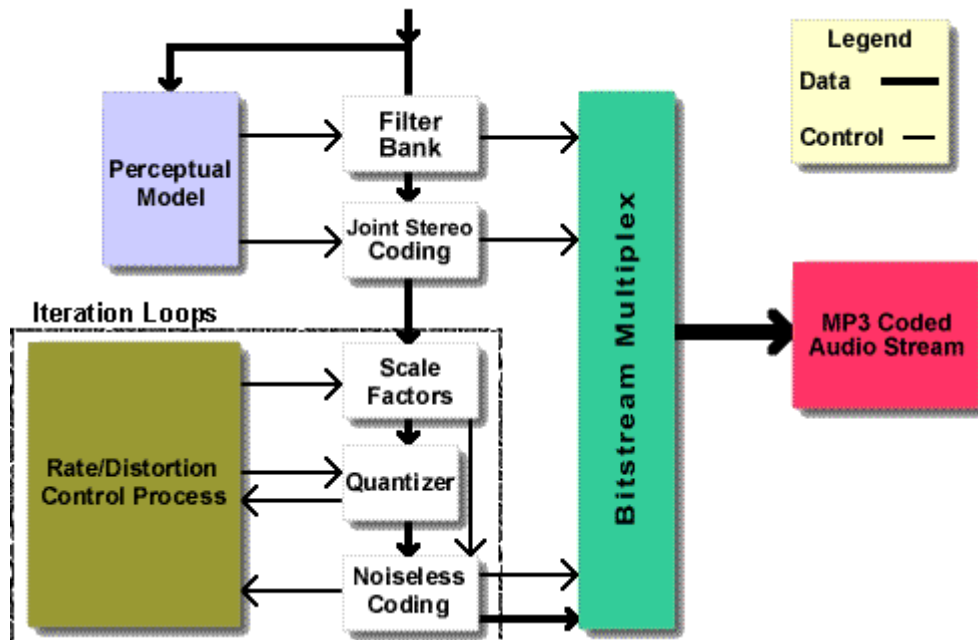 Legend
Data
Control
Filter
Bank
Perceptual
Model
Joint Stereo
Coding
Bitstream Multiplex
MP3 Coded
Audio Stream
Iteration Loops
Scale
Factors
Rate/Distortion
Control Process
Quantizer
Noiseless
Coding